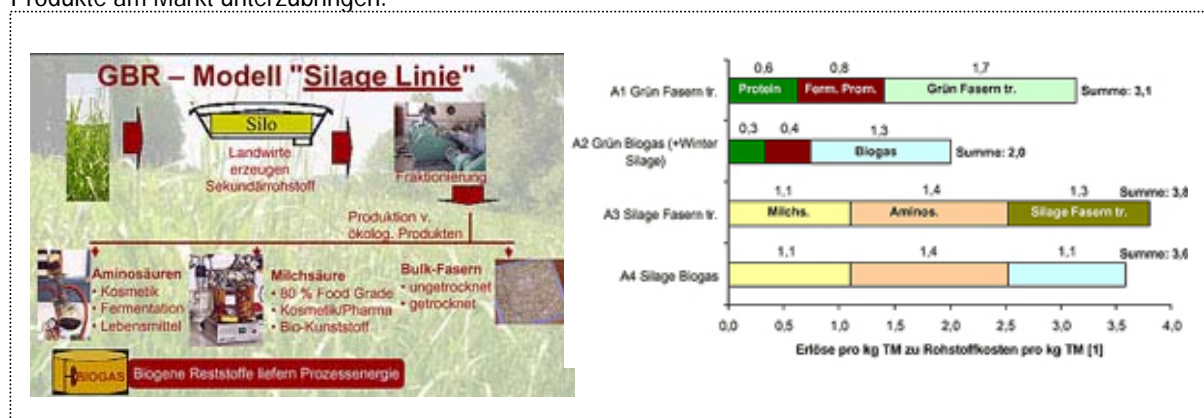 Produkte am Markt unterzubringen.
GBR – Modell "Silage Linie"
Silo
Landwirte
erzeugen
Sekundärrohstoff
Fraktionierung
Produktion v.
ökolog. Produkten
Aminosäuren
• Kosmetik
• Fermentation
• Lebensmittel
Milchsäure
• 80 % Food Grade
• Kosmetik/Pharma
• Bio-Kunststoff
Bulk-Fasern
• ungetrocknet
• getrocknet
BIOGAS
Biogene Reststoffe liefern Prozessenergie
0,6 0,8 1,7
A1 Grün Fasern tr. Protein Ferm. Prom. Grün Fasern tr. Summe: 3,1
0,3 0,4 1,3
A2 Grün Biogas (+Winter
Silage) Biogas Summe: 2,0
1,1 1,4 1,3 Summe: 3,8
A3 Silage Fasern tr. Milchs. Aminos. Silage Fasern tr.
1,1 1,4 1,1 Summe: 3,6
A4 Silage Biogas
0,0 0,5 1,0 1,5 2,0 2,5 3,0 3,5 4,0
Erlöse pro kg TM zu Rohstoffkosten pro kg TM [1]